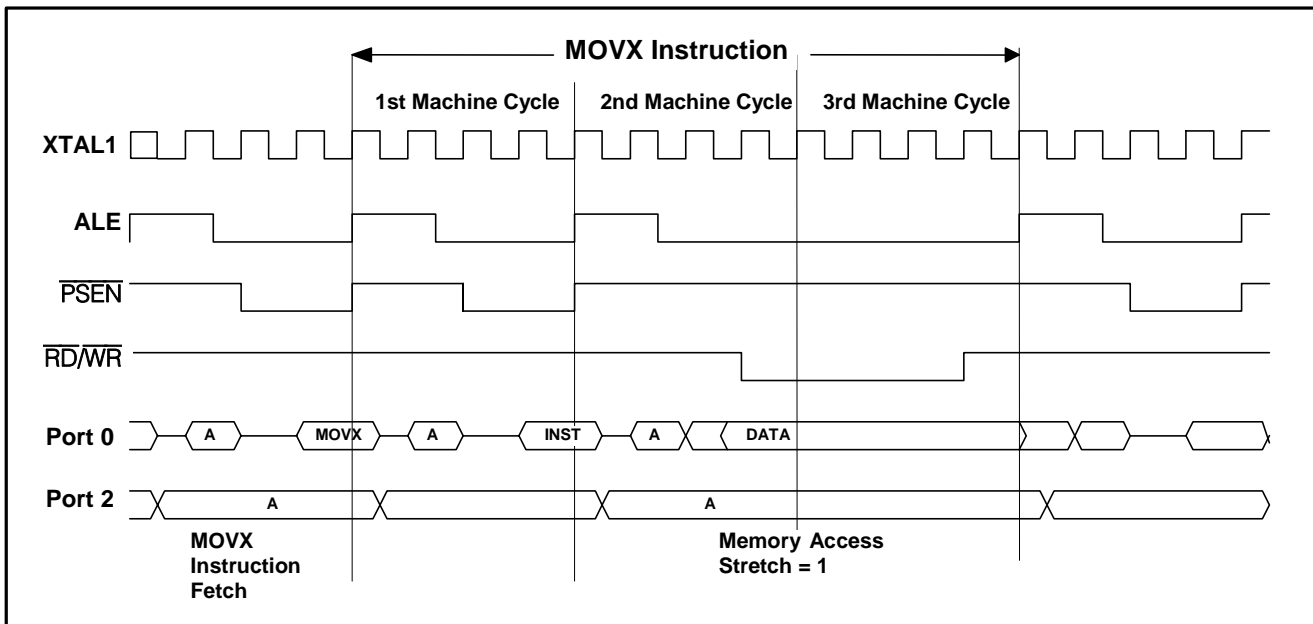 MOVX Instruction
1st Machine Cycle 2nd Machine Cycle 3rd Machine Cycle
XTAL1
ALE
PSEN
RD/WR
Port 0 A MOVX A INST A DATA
Port 2 A A
MOVX
Instruction
Fetch
Memory Access
Stretch = 1